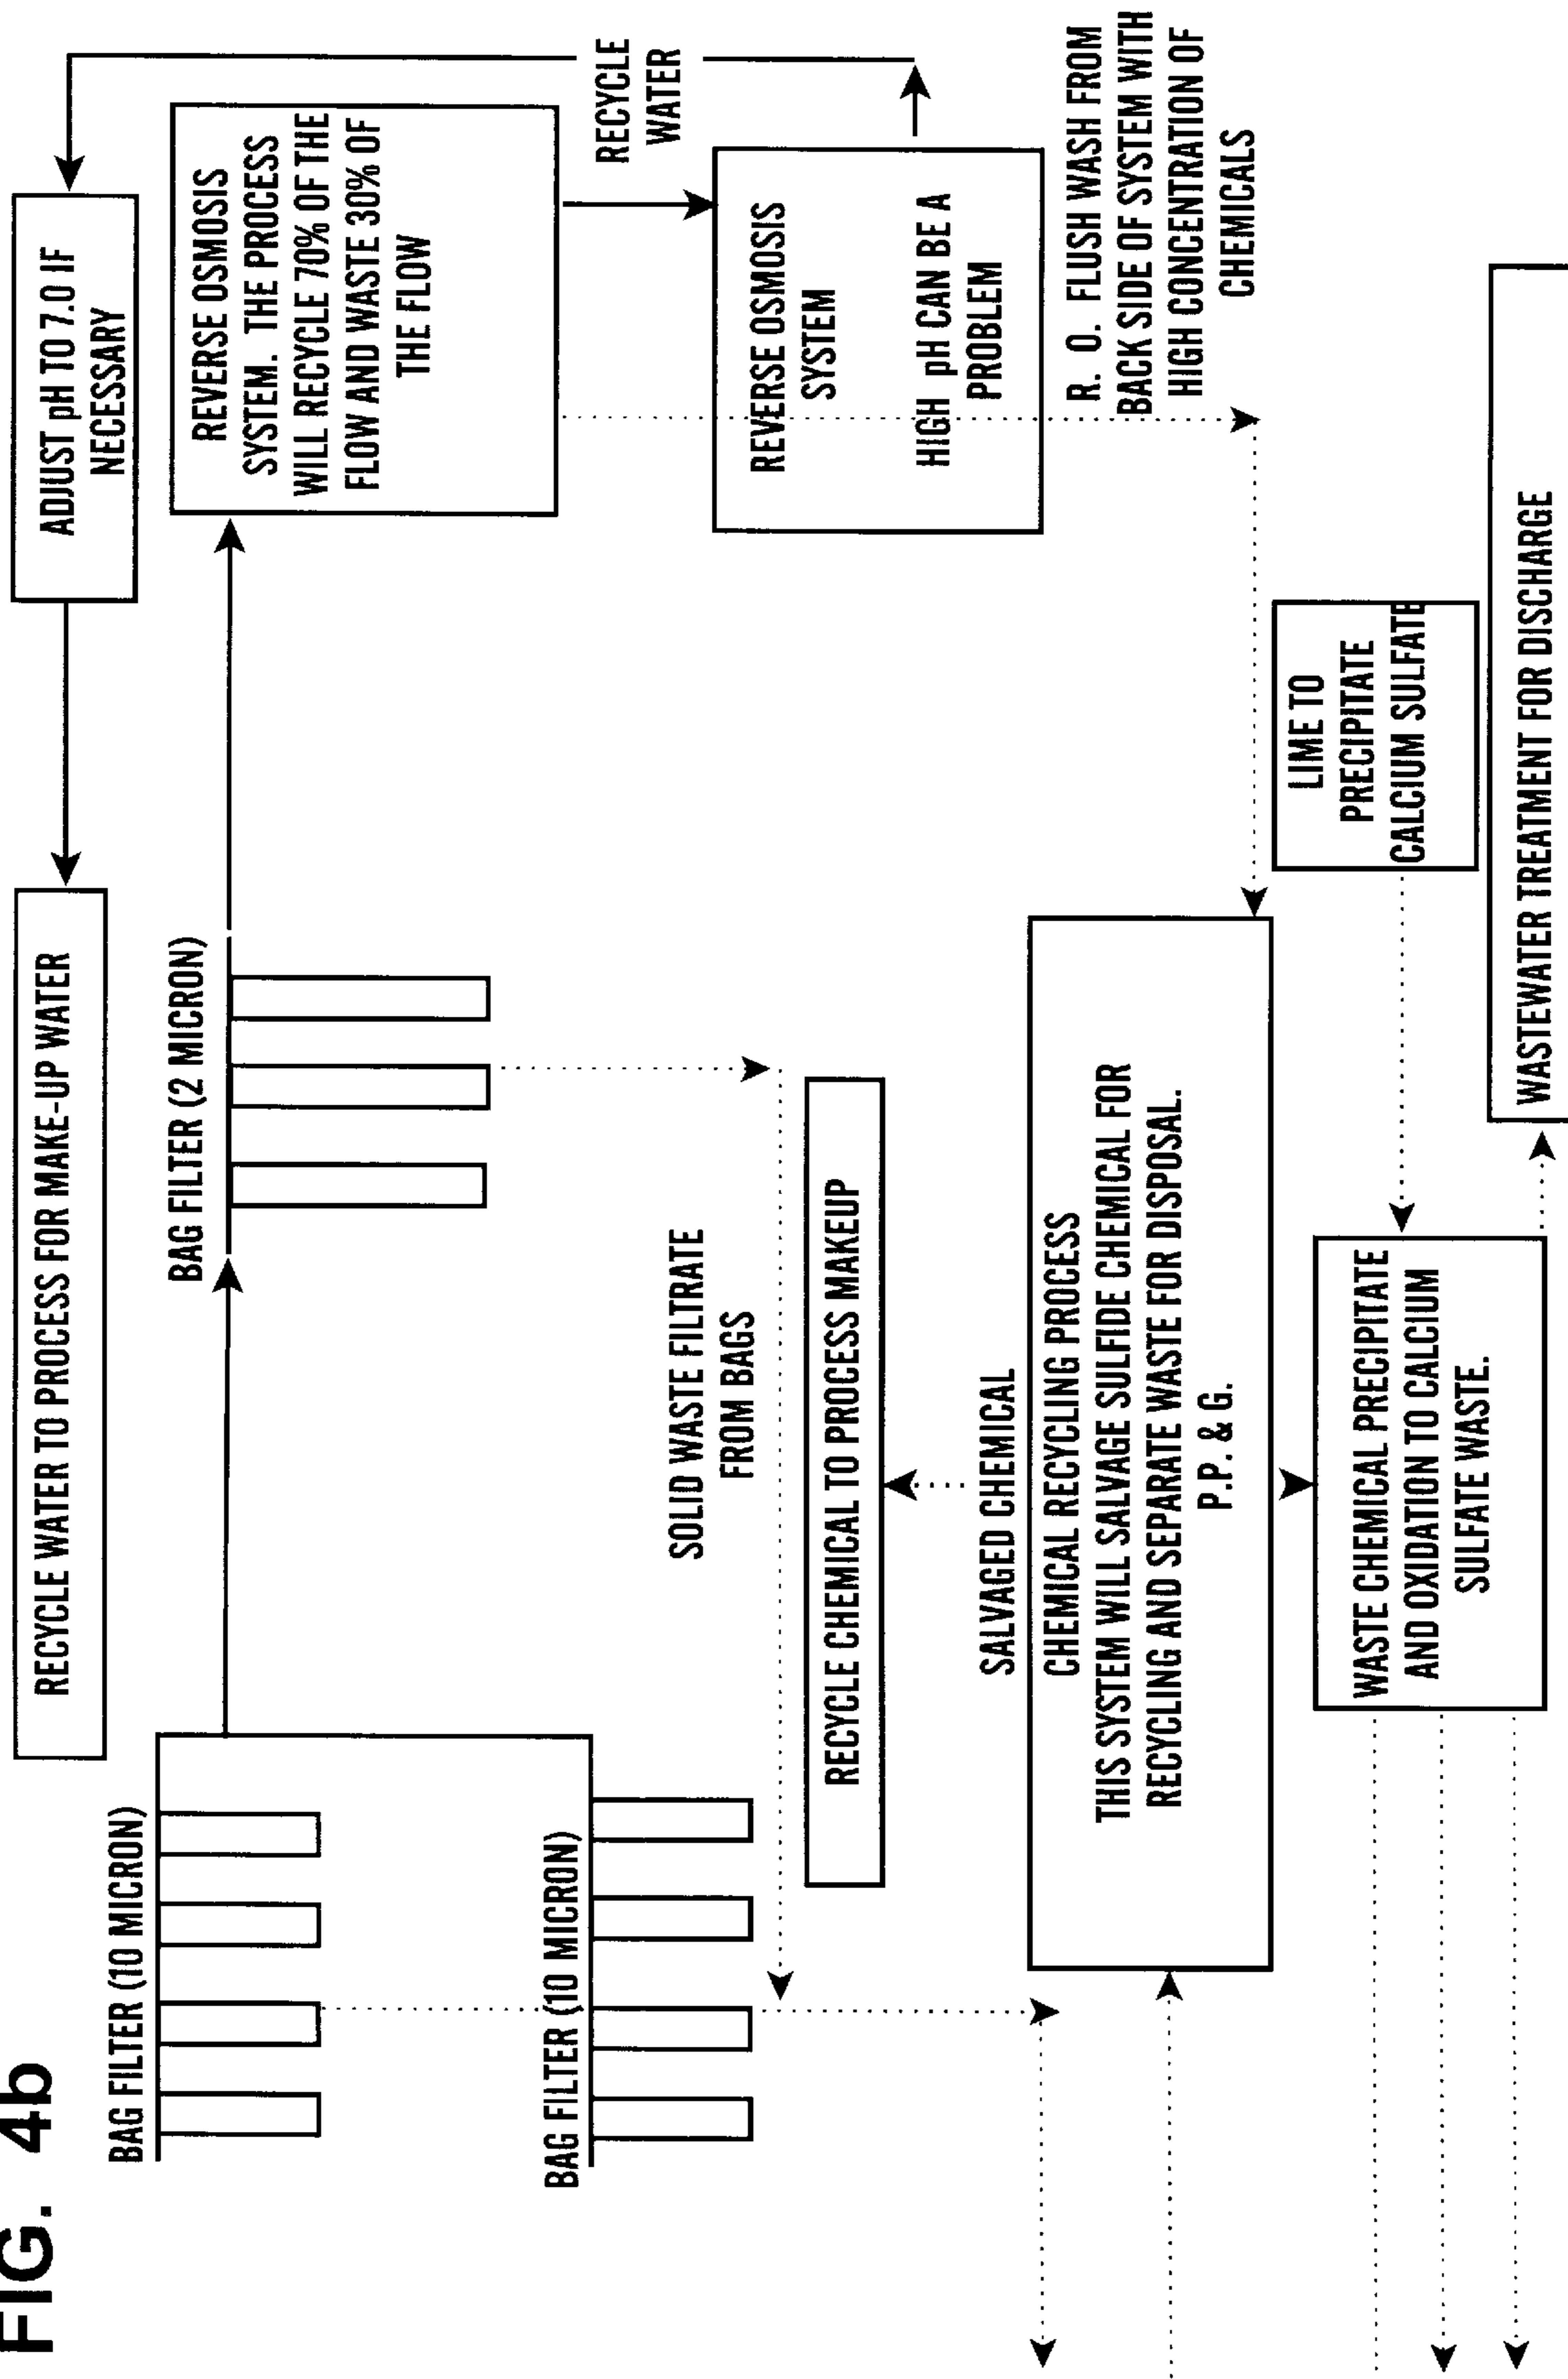 FIG. 4b
RECYCLE WATER TO PROCESS FOR MAKE-UP WATER
ADJUST pH TO 7.0 IF
NECESSARY
BAG FILTER (10 MICRON)
BAG FILTER (2 MICRON)
REVERSE OSMOSIS
SYSTEM. THE PROCESS
WILL RECYCLE 70% OF THE
FLOW AND WASTE 30% OF
THE FLOW
RECYCLE
WATER
BAG FILTER (10 MICRON)
SOLID WASTE FILTRATE
FROM BAGS
REVERSE OSMOSIS
SYSTEM
HIGH pH CAN BE A
PROBLEM
RECYCLE CHEMICAL TO PROCESS MAKEUP
SALVAGED CHEMICAL
R. O. FLUSH WASH FROM
BACK SIDE OF SYSTEM WITH
HIGH CONCENTRATION OF
CHEMICALS
CHEMICAL RECYCLING PROCESS
THIS SYSTEM WILL SALVAGE SULFIDE CHEMICAL FOR
RECYCLING AND SEPARATE WASTE FOR DISPOSAL.
P.P. & G.
LIME TO
PRECIPITATE
CALCIUM SULFATE
WASTE CHEMICAL PRECIPITATE
AND OXIDATION TO CALCIUM
SULFATE WASTE.
WASTEWATER TREATMENT FOR DISCHARGE